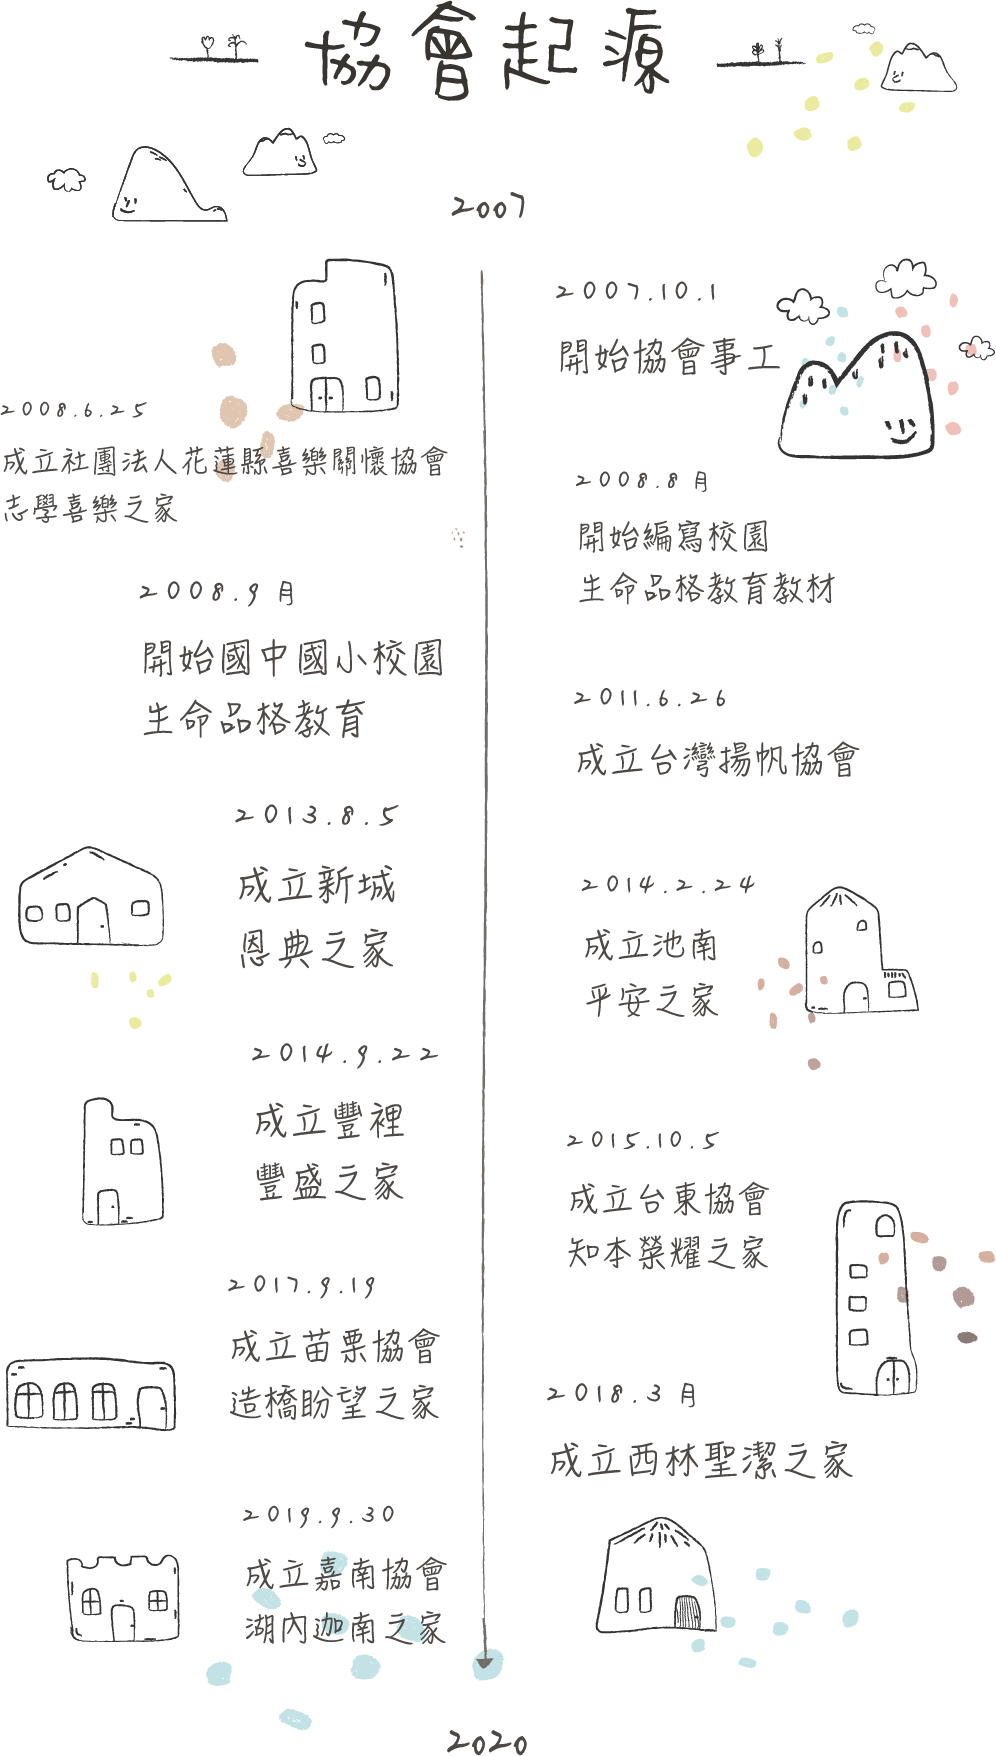 協會起源
2007
2007.10.1
開始協會事工
2008.6.25
成立社團法人花蓮縣喜樂關懷協會
志學喜樂之家
2008.8月
開始編寫校園
生命品格教育教材
2008.9月
開始國中國小校園
生命品格教育
2011.6.26
成立台灣揚帆協會
2013.8.5
成立新城
恩典之家
2014.2.24
成立池南
平安之家
2014.9.22
成立豐裡
豐盛之家
2015.10.5
成立台東協會
知本榮耀之家
2017.9.19
成立苗栗協會
造橋盼望之家
2018.3月
成立西林聖潔之家
2019.9.30
成立嘉南協會
湖內迦南之家
2020